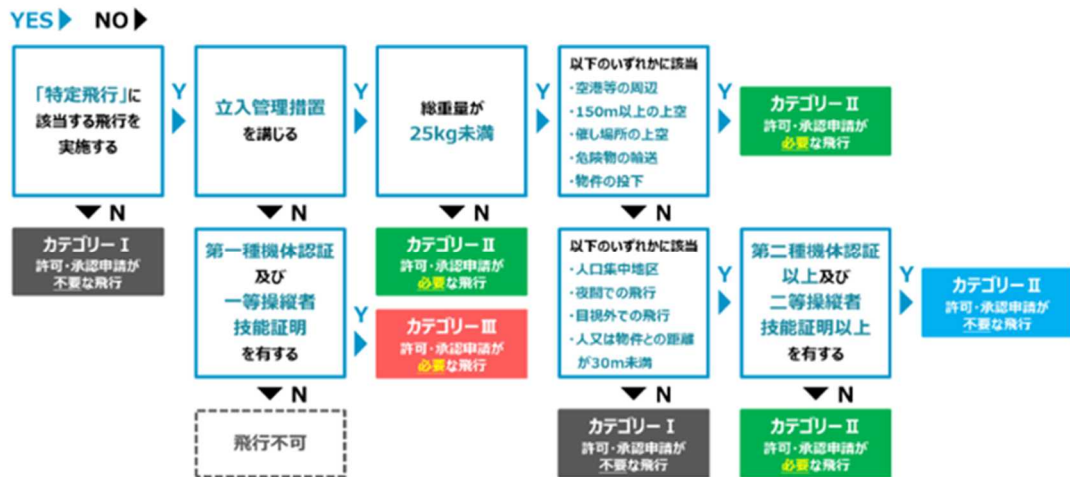 YES NO
「特定飛行」に
該当する飛行を
実施する
Y
立入管理措置
を講じる
Y
総重量が
25kg未満
Y
以下のいずれかに該当
・空港等の周辺
・150m以上の上空
・催し場所の上空
・危険物の輸送
・物件の投下
Y
カテゴリーⅡ
許可・承認申請が
必要な飛行
N
N
N
N
カテゴリーⅠ
許可・承認申請が
不要な飛行
第一種機体認証
及び
一等操縦者
技能証明
を有する
Y
カテゴリーⅡ
許可・承認申請が
必要な飛行
カテゴリーⅢ
許可・承認申請が
必要な飛行
以下のいずれかに該当
・人口集中地区
・夜間での飛行
・目視外での飛行
・人又は物件との距離
が30m未満
Y
第二種機体認証
以上及び
二等操縦者
技能証明以上
を有する
Y
カテゴリーⅡ
許可・承認申請が
不要な飛行
N
N
N
飛行不可
カテゴリーⅠ
許可・承認申請が
不要な飛行
カテゴリーⅡ
許可・承認申請が
必要な飛行